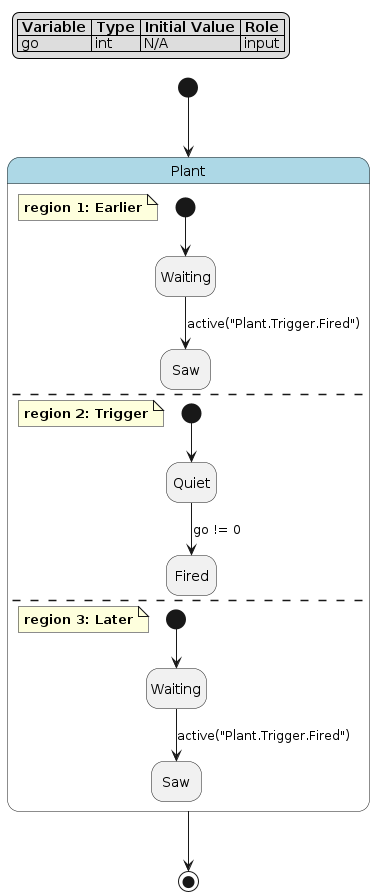 Variable Type Initial Value Role
go int N/A input
Plant
region 1: Earlier
Waiting
active("Plant.Trigger.Fired")
Saw
region 2: Trigger
Quiet
go != 0
Fired
region 3: Later
Waiting
active("Plant.Trigger.Fired")
Saw